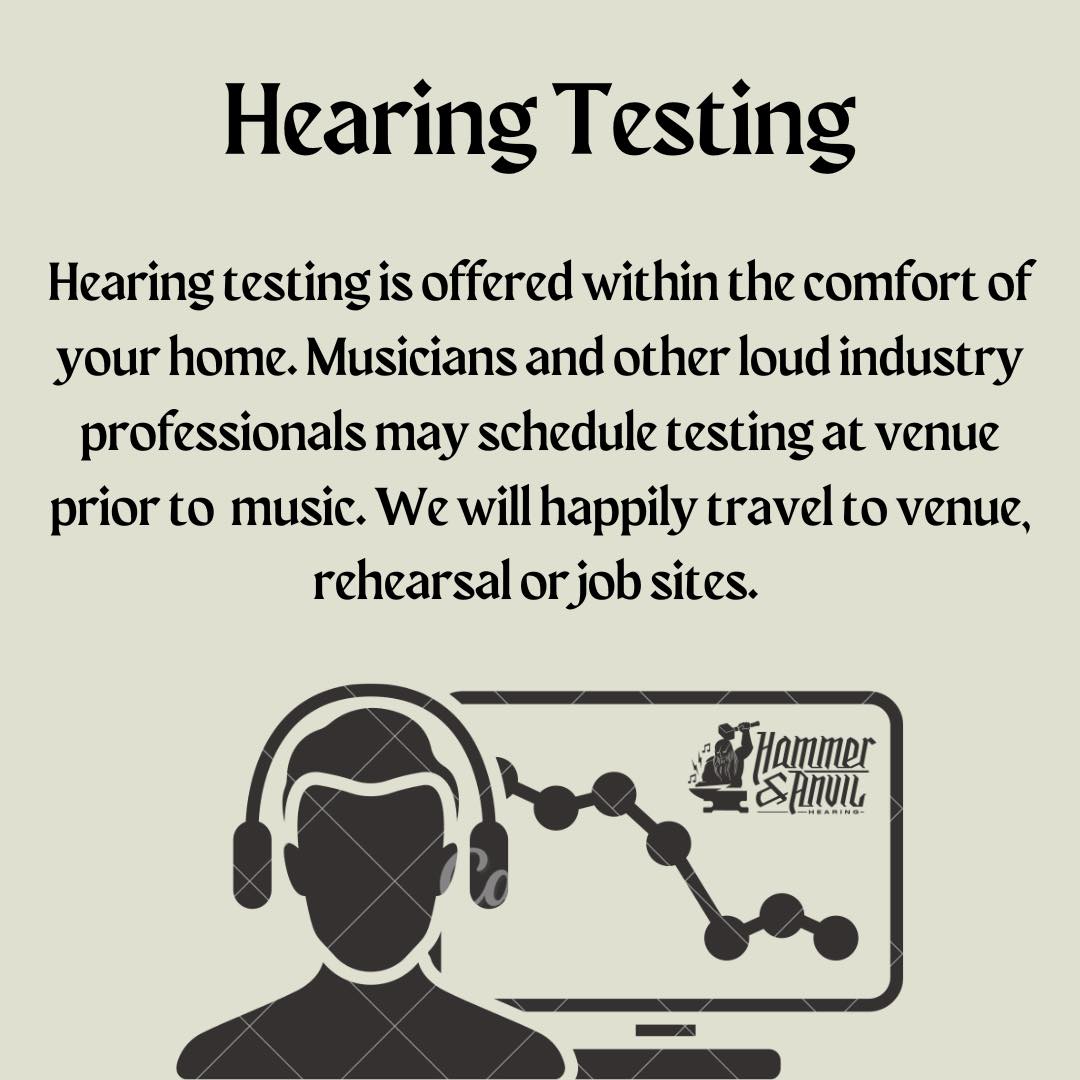 Hearing Testing
Hearing testing is offered within the comfort of
your home. Musicians and other loud industry
professionals may schedule testing at venue
prior to  music. We will happily travel to venue,
rehearsal or job sites.
Hammer
& Anvil
HEARING
Ca